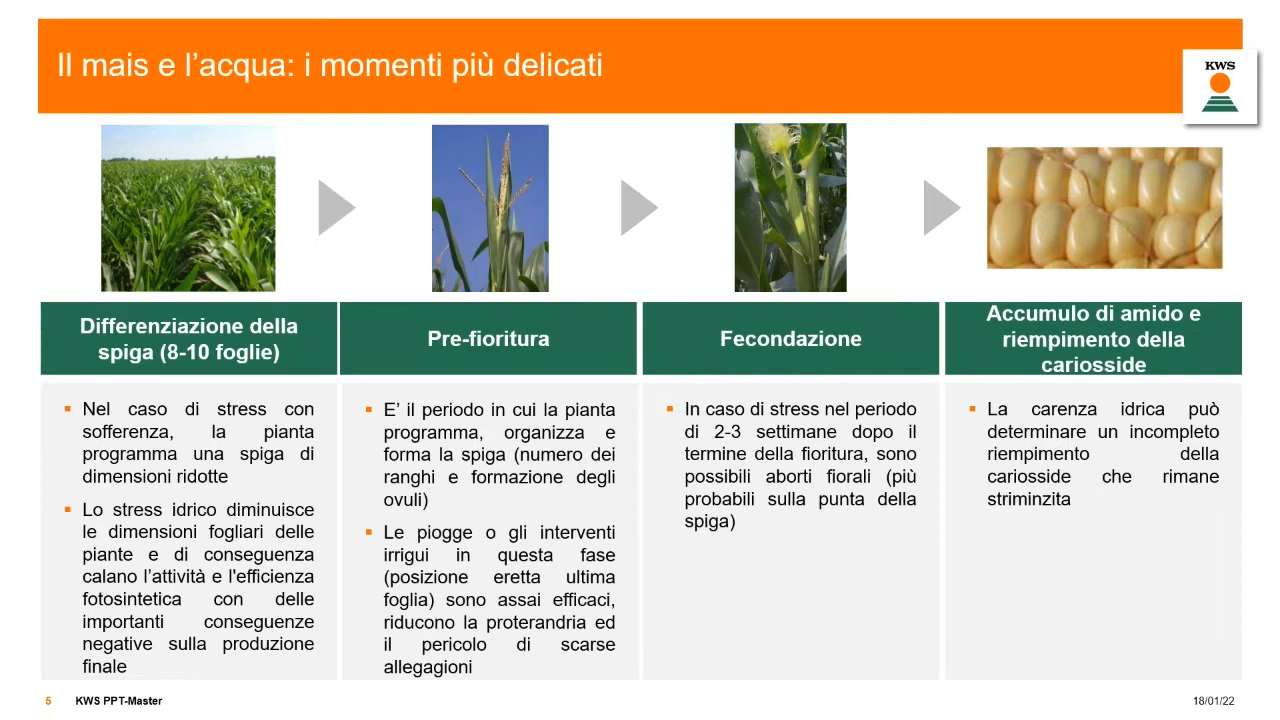 Il mais e l’acqua: i momenti più delicati
KWS
Differenziazione della
spiga (8-10 foglie)
Pre-fioritura
Fecondazione
Accumulo di amido e
riempimento della
cariosside
▪ Nel caso di stress con
sofferenza, la pianta
programma una spiga di
dimensioni ridotte
▪ Lo stress idrico diminuisce
le dimensioni fogliari delle
piante e di conseguenza
calano l’attività e l'efficienza
fotosintetica con delle
importanti conseguenze
negative sulla produzione
finale
▪ E’ il periodo in cui la pianta
programma, organizza e
forma la spiga (numero dei
ranghi e formazione degli
ovuli)
▪ Le piogge o gli interventi
irrigui in questa fase
(posizione eretta ultima
foglia) sono assai efficaci,
riducono la proterandria ed
il pericolo di scarse
allegagioni
▪ In caso di stress nel periodo
di 2-3 settimane dopo il
termine della fioritura, sono
possibili aborti fiorali (più
probabili sulla punta della
spiga)
▪ La carenza idrica può
determinare un incompleto
riempimento della
cariosside che rimane
striminzita
5 KWS PPT-Master
18/01/22